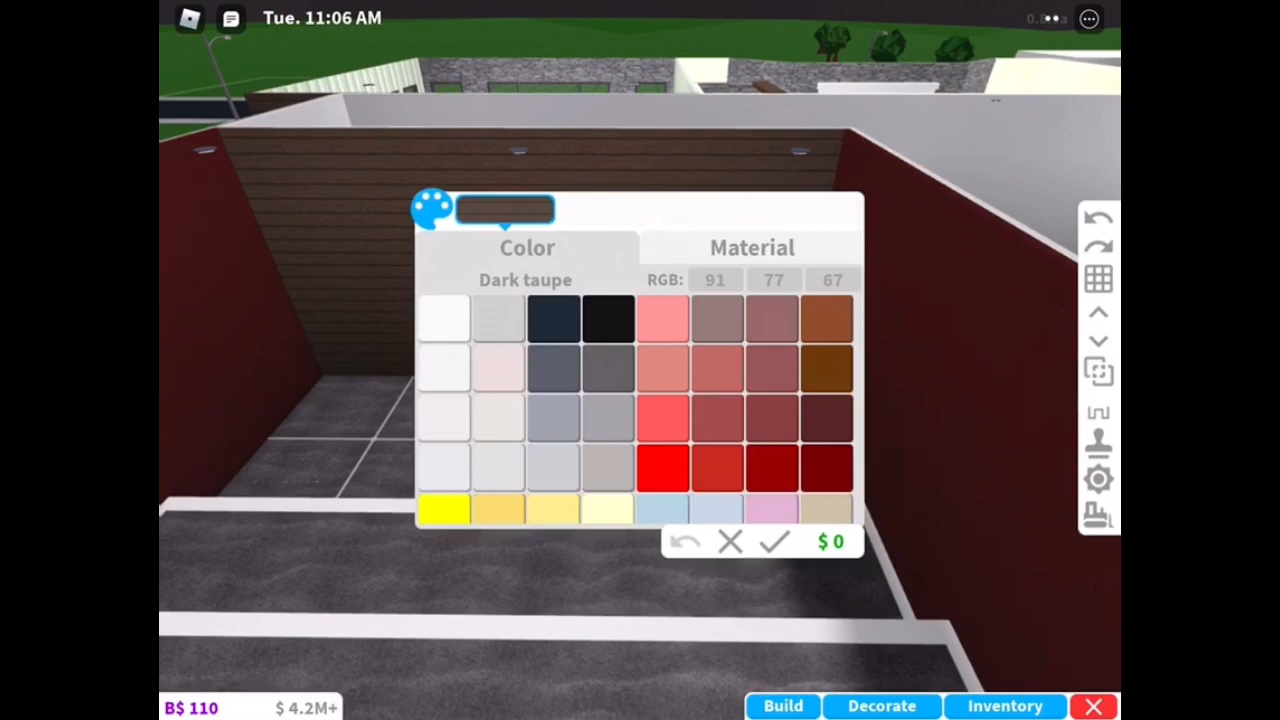 Tue. 11:06 AM
Color
Material
Dark taupe
RGB: 91 77 67
$ 0
B$ 110
$ 4.2M+
Build
Decorate
Inventory